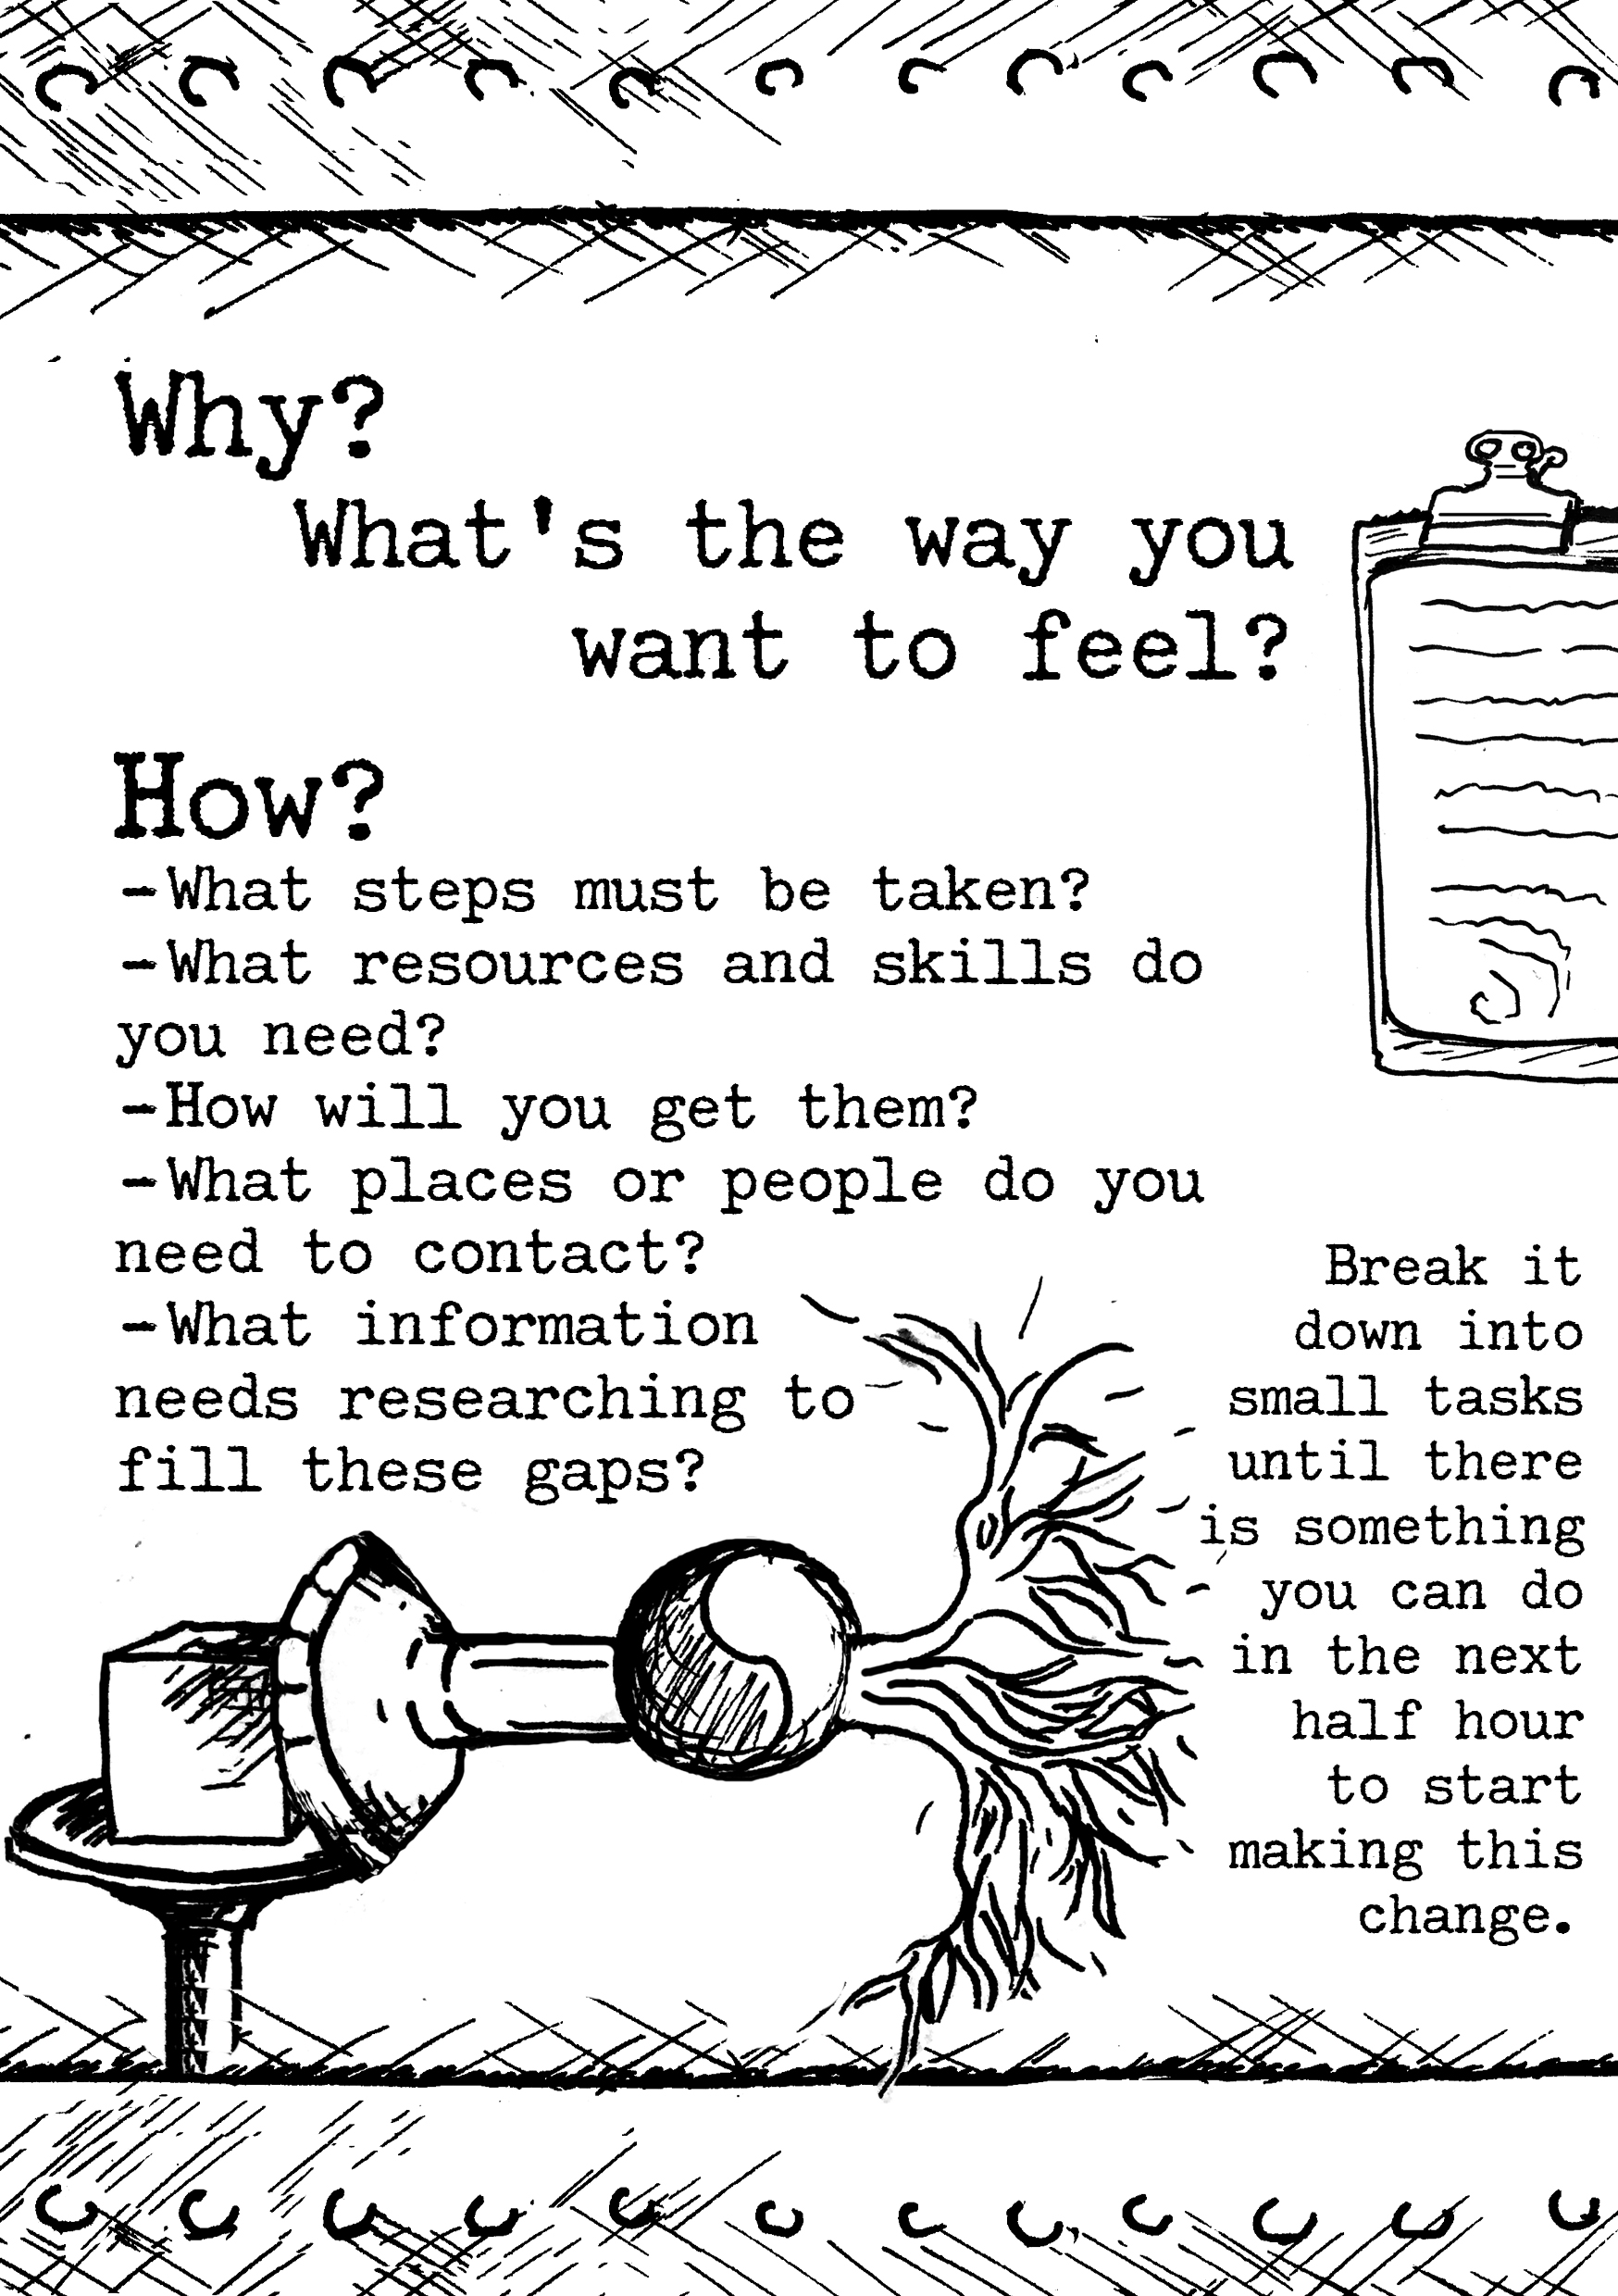 Why?
What's the way you
want to feel?
How?
-What steps must be taken?
-What resources and skills do
you need?
-How will you get them?
-What places or people do you
need to contact?
-What information
needs researching to
fill these gaps?
Break it
down into
small tasks
until there
is something
you can do
in the next
half hour
to start
making this
change.